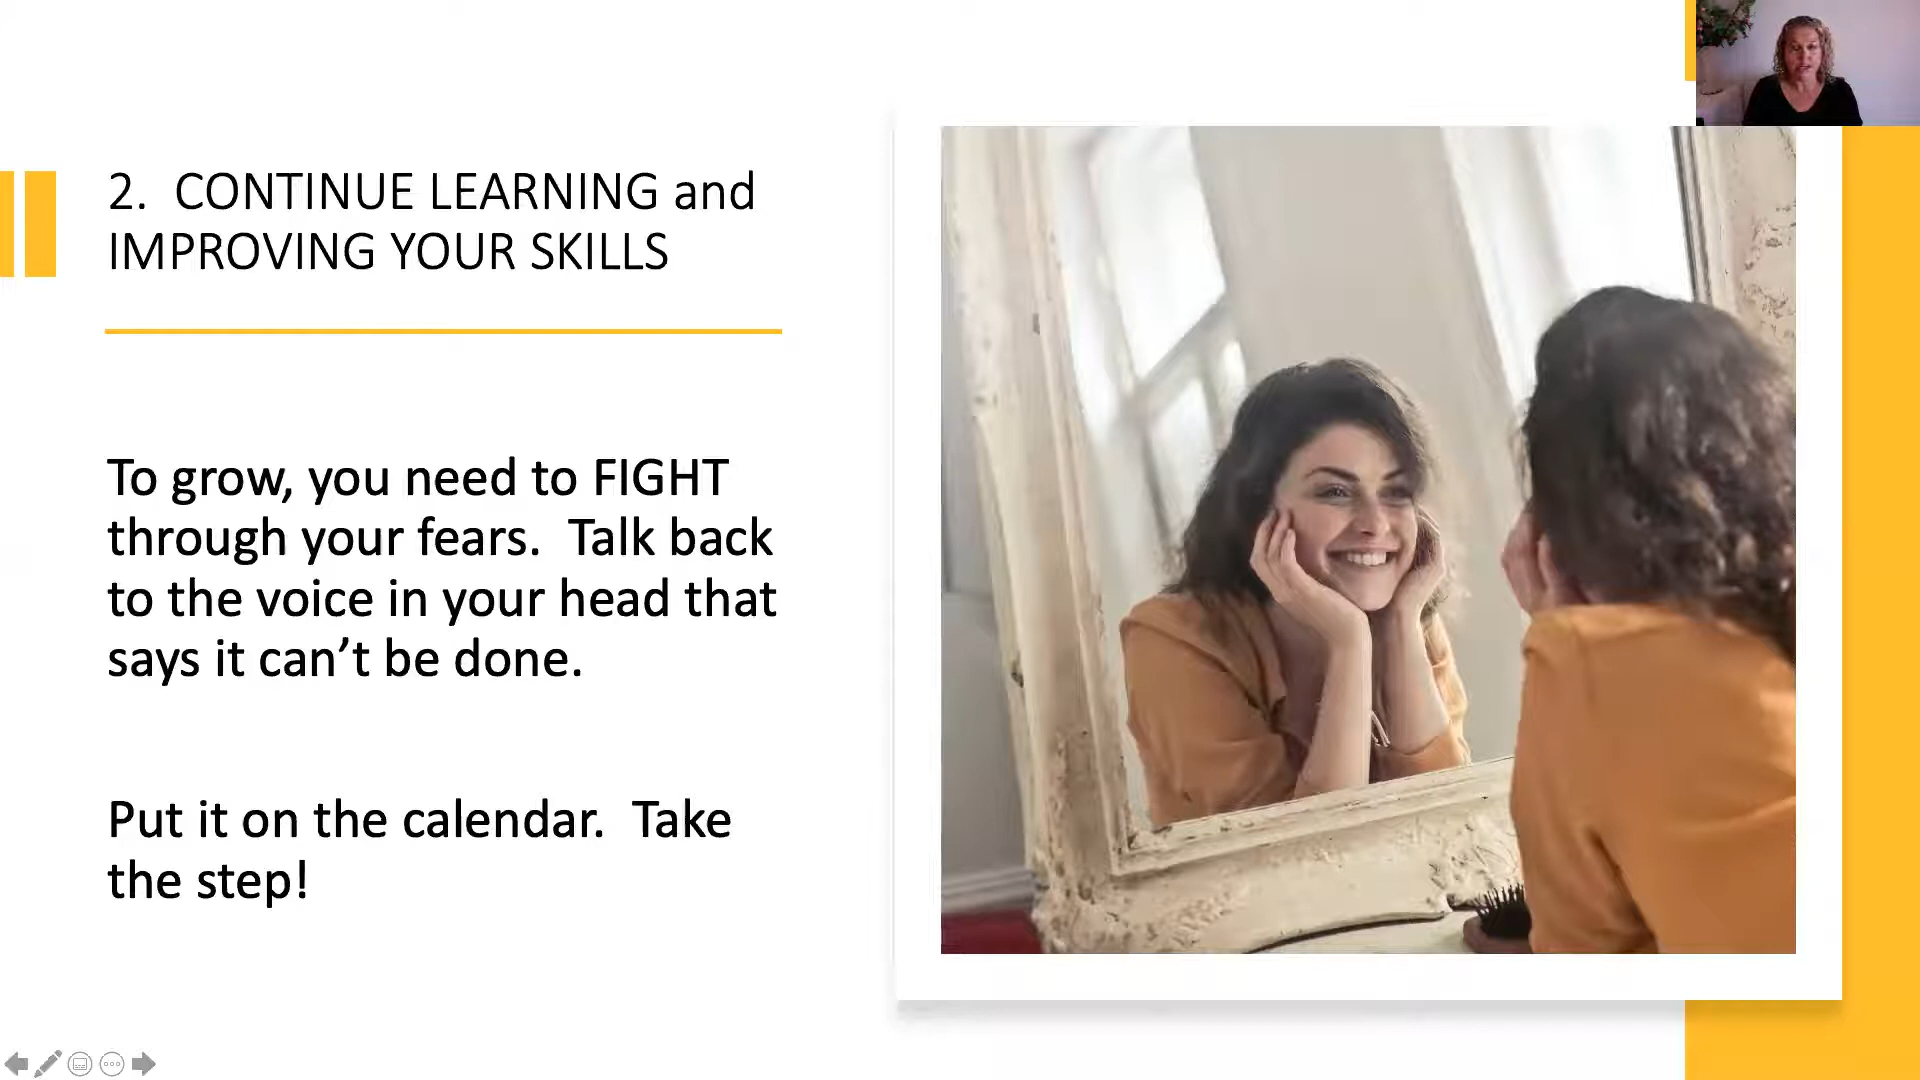 2.  CONTINUE LEARNING and
IMPROVING YOUR SKILLS
To grow, you need to FIGHT
through your fears.  Talk back
to the voice in your head that
says it can’t be done.
Put it on the calendar.  Take
the step!